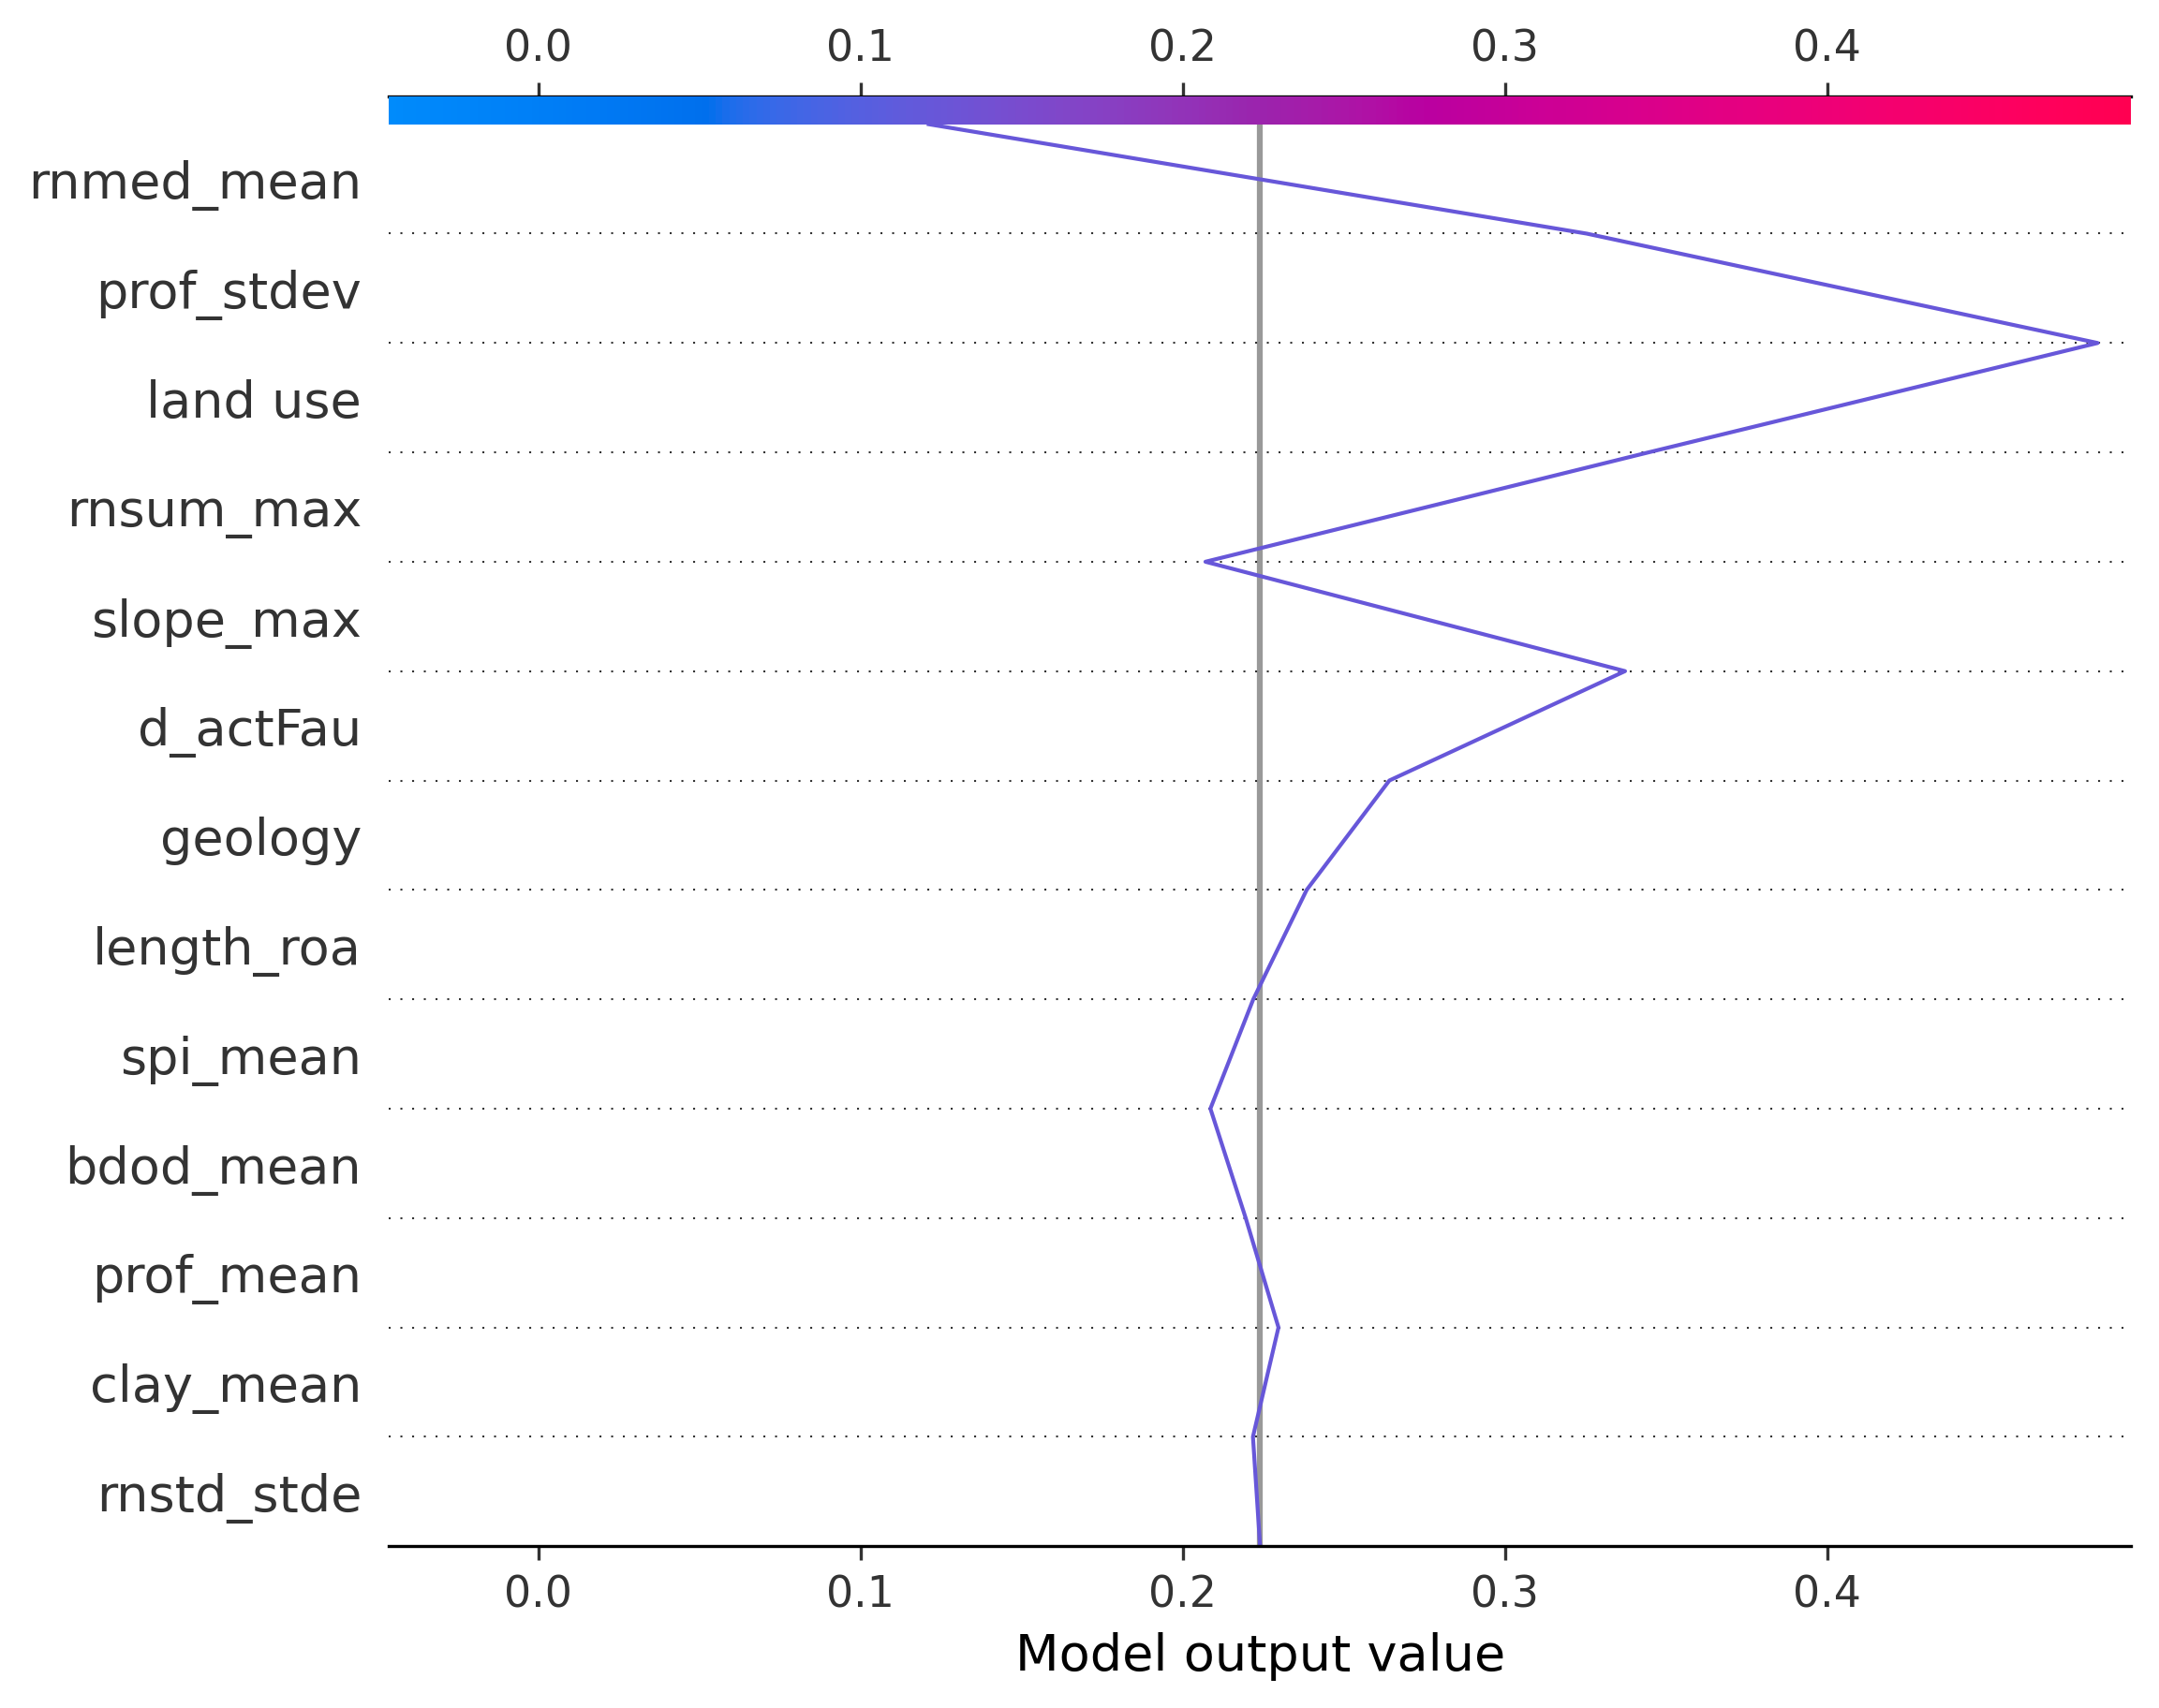 0.0 0.1 0.2 0.3 0.4
rnmed_mean
prof_stdev
land use
rnsum_max
slope_max
d_actFau
geology
length_roa
spi_mean
bdod_mean
prof_mean
clay_mean
rnstd_stde
0.0 0.1 0.2 0.3 0.4
Model output value